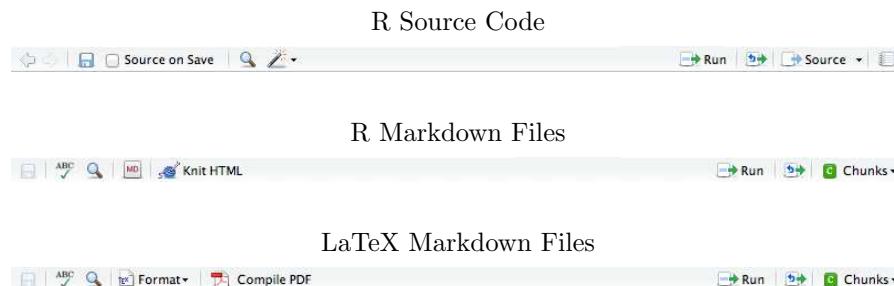 R Source Code
Source on Save Run Source
R Markdown Files
ABC MD Knit HTML Run C Chunks
LaTeX Markdown Files
ABC TEX Format Compile PDF Run C Chunks